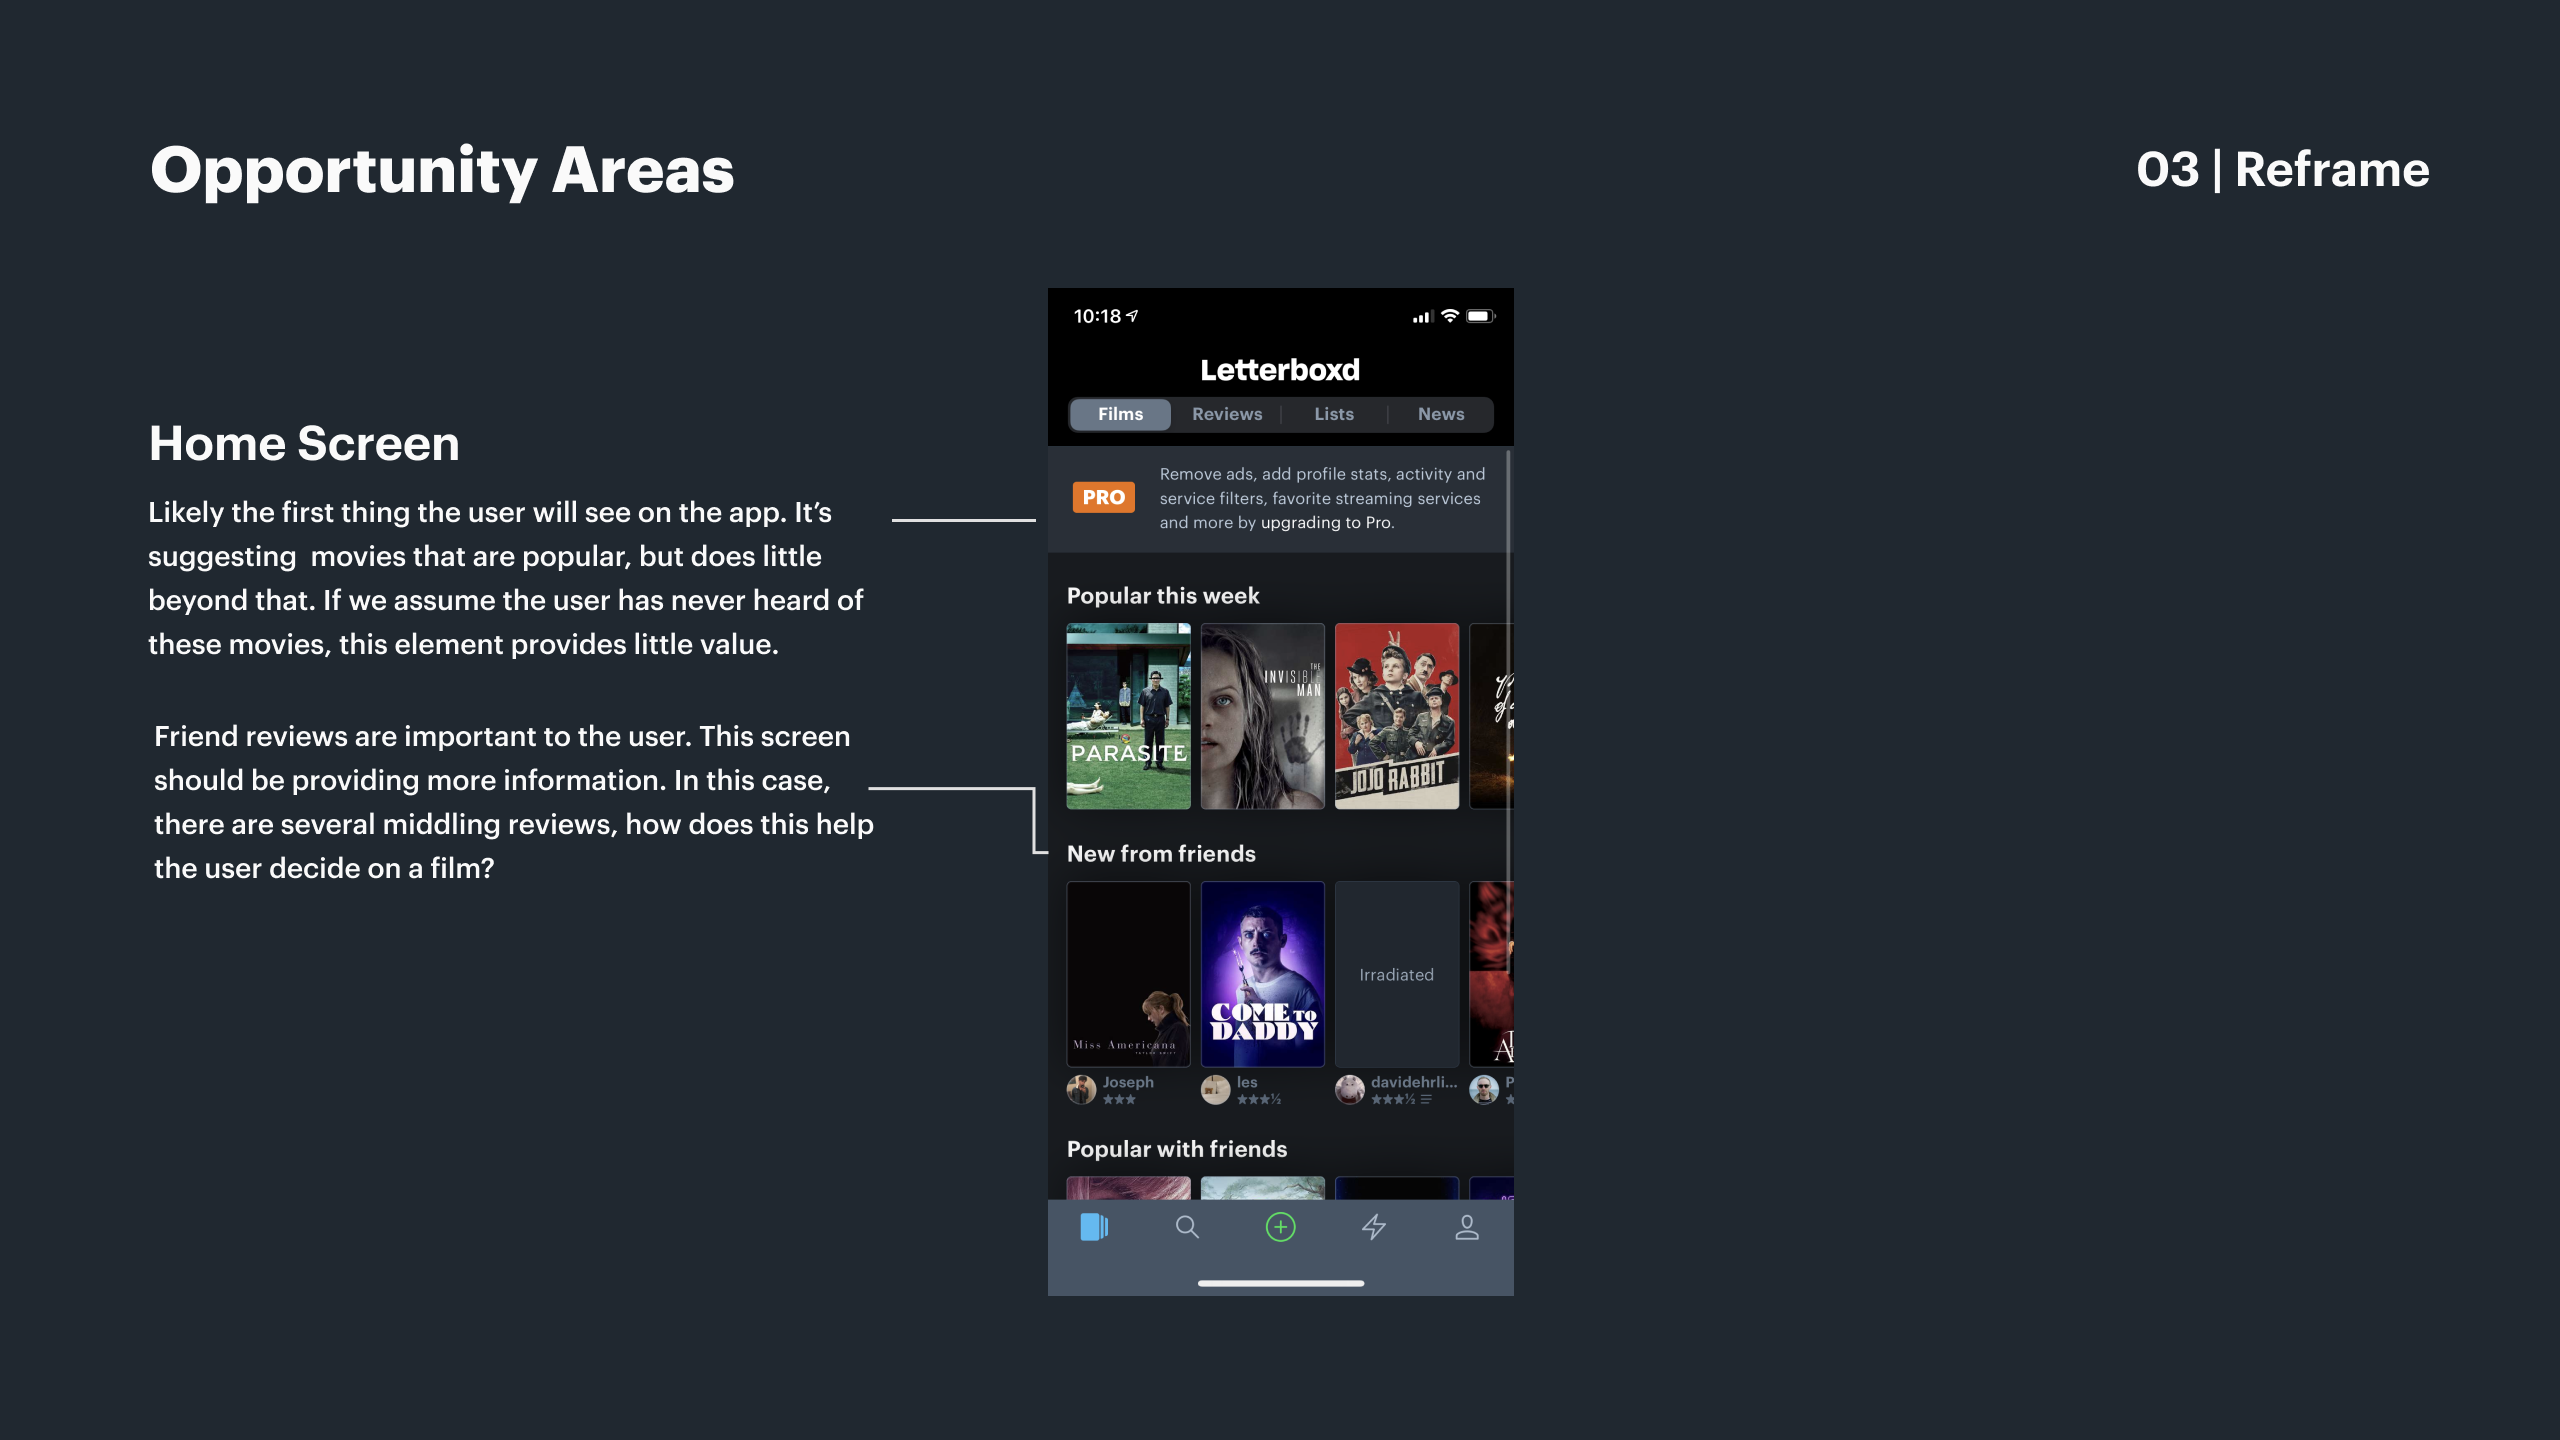 Opportunity Areas
03 | Reframe
Home Screen
Likely the first thing the user will see on the app. It’s
suggesting  movies that are popular, but does little
beyond that. If we assume the user has never heard of
these movies, this element provides little value.
Friend reviews are important to the user. This screen
should be providing more information. In this case,
there are several middling reviews, how does this help
the user decide on a film?
10:18
Letterboxd
Films Reviews Lists News
PRO
Remove ads, add profile stats, activity and
service filters, favorite streaming services
and more by upgrading to Pro.
Popular this week
PARASITE
THE
INVISIBLE
MAN
JOJO RABBIT
New from friends
Miss Americana
COME TO
DADDY
Irradiated
Joseph
★★★
les
★★★½
davidehrli...
★★★½
P
Popular with friends